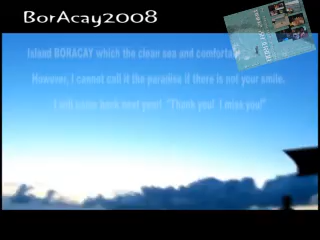 BorAcay2008
Island BORACAY which the clean sea and comfortable
However, I cannot call it the paradise if there is not your smile.
I will come back next year! "Thank you! I miss you"